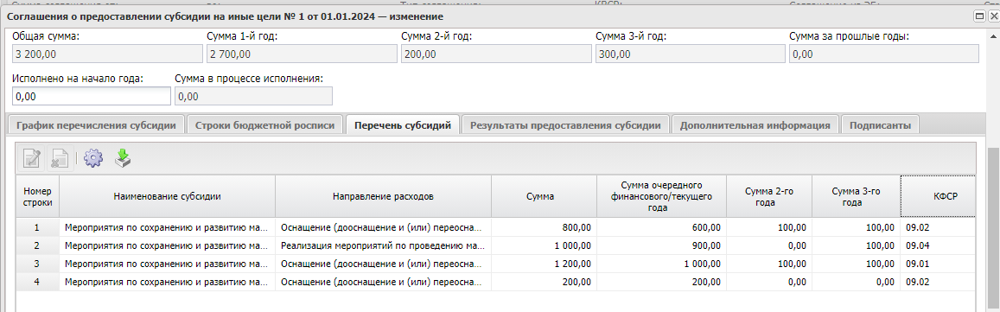 Соглашения о предоставлении субсидии на иные цели № 1 от 01.01.2024 — изменение
Общая сумма: Сумма 1-й год: Сумма 2-й год: Сумма 3-й год: Сумма за прошлые годы:
3 200,00 2 700,00 200,00 300,00 0,00
Исполнено на начало года: Сумма в процессе исполнения:
0,00 0,00
График перечисления субсидии Строки бюджетной росписи Перечень субсидий Результаты предоставления субсидии Дополнительная информация Подписанты
Номер строки Наименование субсидии Направление расходов Сумма Сумма очередного финансового/текущего года Сумма 2-го года Сумма 3-го года КФСР
1 Мероприятия по сохранению и развитию ма... Оснащение (дооснащение и (или) переосна... 800,00 600,00 100,00 100,00 09.02
2 Мероприятия по сохранению и развитию ма... Реализация мероприятий по проведению ма... 1 000,00 900,00 0,00 100,00 09.04
3 Мероприятия по сохранению и развитию ма... Оснащение (дооснащение и (или) переосна... 1 200,00 1 000,00 100,00 100,00 09.01
4 Мероприятия по сохранению и развитию ма... Оснащение (дооснащение и (или) переосна... 200,00 200,00 0,00 0,00 09.02